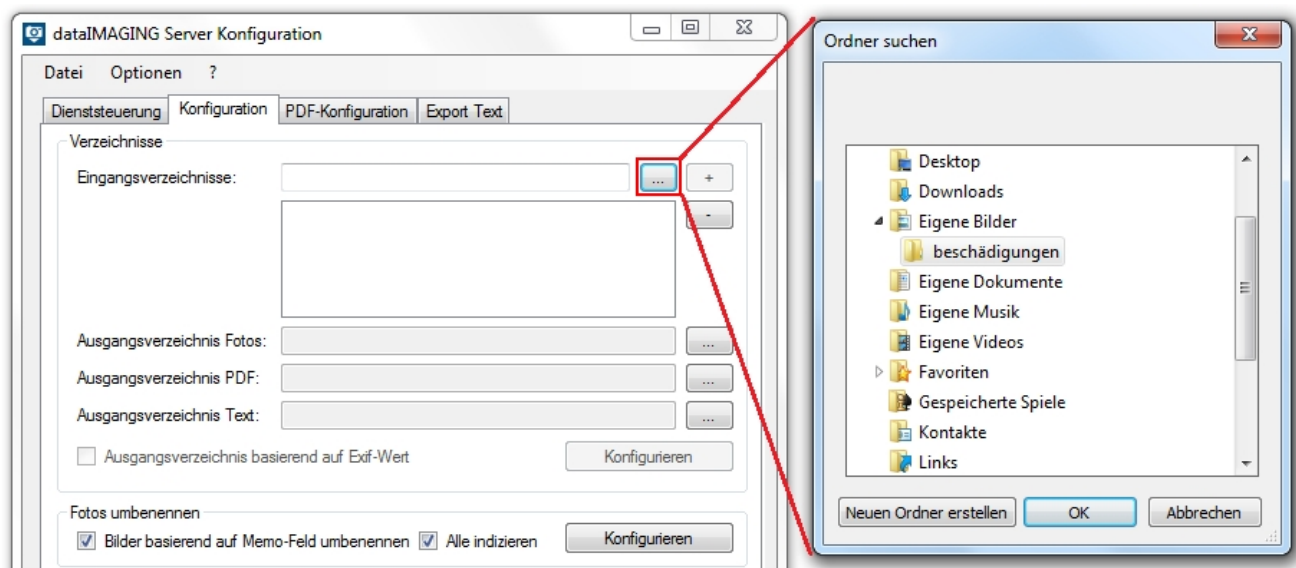 dataIMAGING Server Konfiguration
Datei Optionen ?
Dienststeuerung Konfiguration PDF-Konfiguration Export Text
Verzeichnisse
Eingangsverzeichnisse: ... +
-
Ausgangsverzeichnis Fotos: ...
Ausgangsverzeichnis PDF: ...
Ausgangsverzeichnis Text: ...
Ausgangsverzeichnis basierend auf Exif-Wert Konfigurieren
Fotos umbenennen
Bilder basierend auf Memo-Feld umbenennen Alle indizieren Konfigurieren
Ordner suchen
Desktop
Downloads
Eigene Bilder
beschädigungen
Eigene Dokumente
Eigene Musik
Eigene Videos
Favoriten
Gespeicherte Spiele
Kontakte
Links
Neuen Ordner erstellen OK Abbrechen